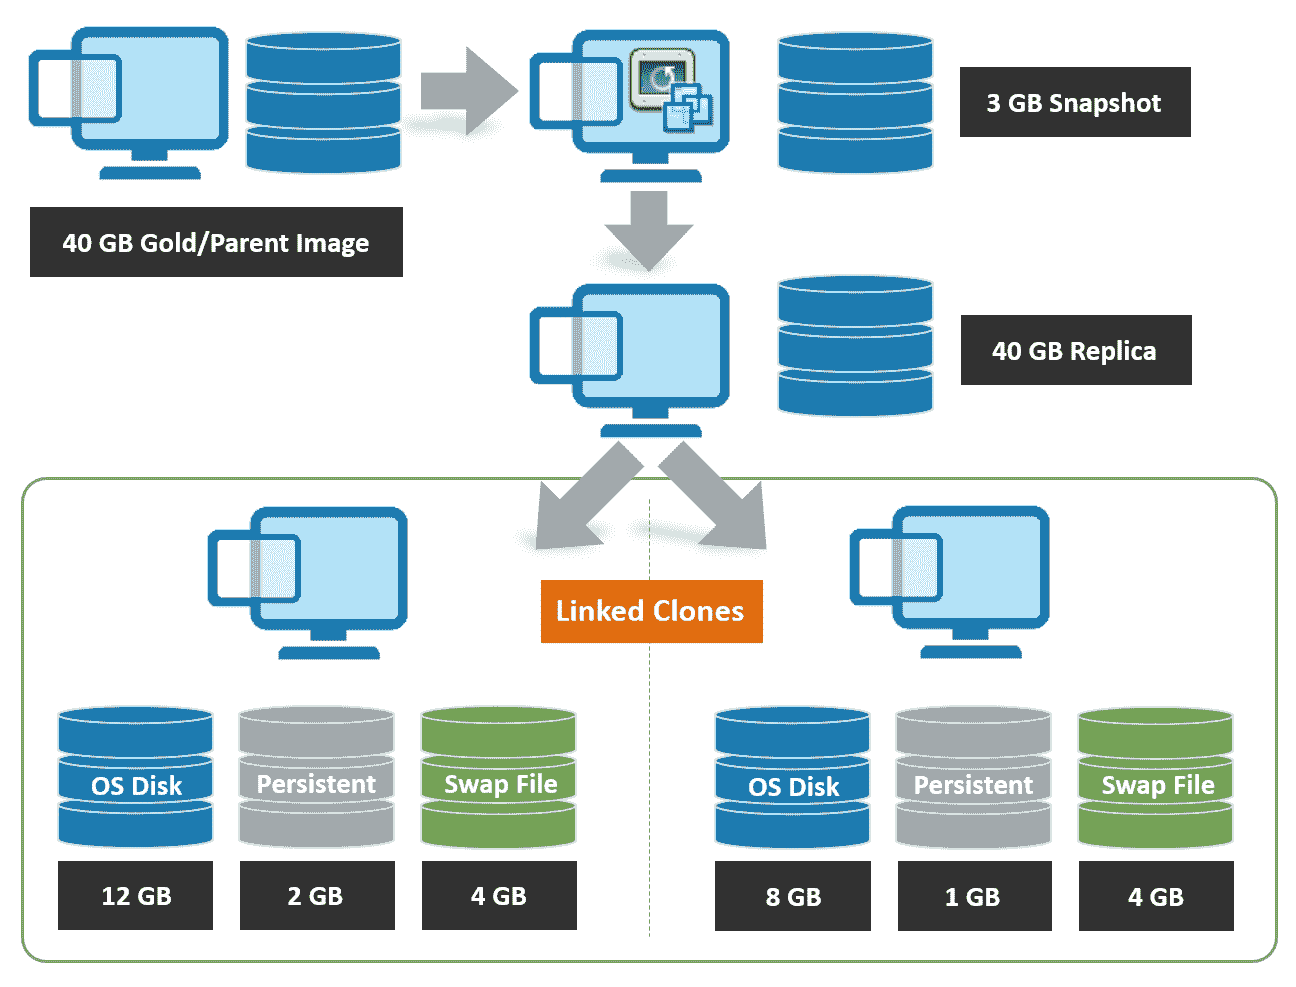 3 GB Snapshot
40 GB Gold/Parent Image
40 GB Replica
Linked Clones
OS Disk
Persistent
Swap File
OS Disk
Persistent
Swap File
12 GB
2 GB
4 GB
8 GB
1 GB
4 GB